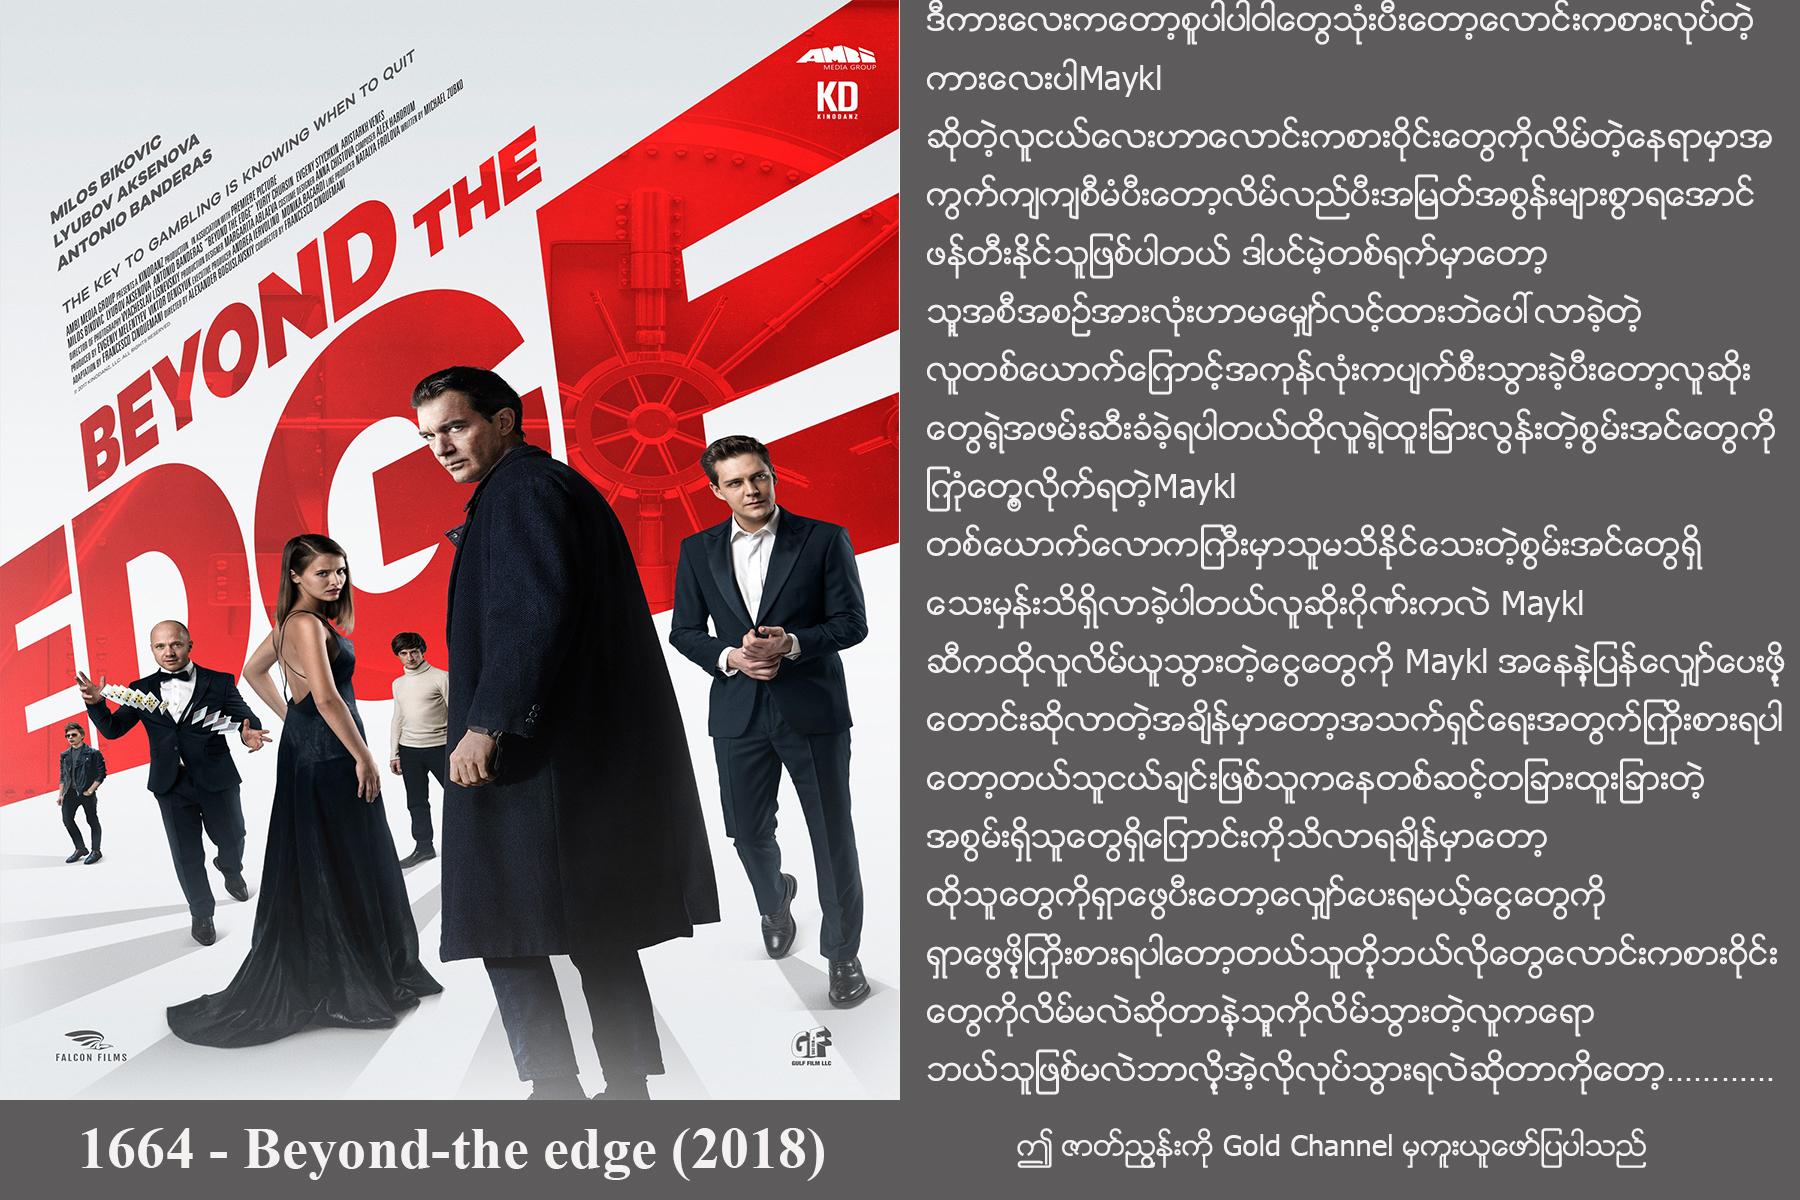 MILOS BIKOVIC
LYUBOV AKSENOVA
ANTONIO BANDERAS
THE KEY TO GAMBLING IS KNOWING WHEN TO QUIT
BEYOND THE
EDGE
AMBI
MEDIA GROUP
KD
KINODANZ
FALCON FILMS
GF
GULF FILM LLC
1664 - Beyond-the edge (2018)
ဒီကားလေးကတော့စူပါပါဝါတွေသုံးပီးတော့လောင်းကစားလုပ်တဲ့
ကားလေးပါMaykl
ဆိုတဲ့လူငယ်လေးဟာလောင်းကစားဝိုင်းတွေကိုလိမ်တဲ့နေရာမှာအ
ကွက်ကျကျစီမံပီးတော့လိမ်လည်ပီးအမြတ်အစွန်းများစွာရအောင်
ဖန်တီးနိုင်သူဖြစ်ပါတယ် ဒါပင်မဲ့တစ်ရက်မှာတော့
သူ့အစီအစဉ်အားလုံးဟာမမျှော်လင့်ထားဘဲပေါ်လာခဲ့တဲ့
လူတစ်ယောက်ကြောင့်အကုန်လုံးကပျက်စီးသွားခဲ့ပီးတော့လူဆိုး
တွေရဲ့အဖမ်းဆီးခံခဲ့ရပါတယ်ထိုလူရဲ့ထူးခြားလွန်းတဲ့စွမ်းအင်တွေကို
ကြုံတွေ့လိုက်ရတဲ့Maykl
တစ်ယောက်လောကကြီးမှာသူမသိနိုင်သေးတဲ့စွမ်းအင်တွေရှိ
သေးမှန်းသိရှိလာခဲ့ပါတယ်လူဆိုးဂိုဏ်းကလဲ Maykl
ဆီကထိုလူလိမ်ယူသွားတဲ့ငွေတွေကို Maykl အနေနဲ့ပြန်လျှော်ပေးဖို့
တောင်းဆိုလာတဲ့အချိန်မှာတော့အသက်ရှင်ရေးအတွက်ကြိုးစားရပါ
တော့တယ်သူငယ်ချင်းဖြစ်သူကနေတစ်ဆင့်တခြားထူးခြားတဲ့
အစွမ်းရှိသူတွေရှိကြောင်းကိုသိလာရချိန်မှာတော့
ထိုသူတွေကိုရှာဖွေပီးတော့လျှော်ပေးရမယ့်ငွေတွေကို
ရှာဖွေဖို့ကြိုးစားရပါတော့တယ်သူတို့ဘယ်လိုတွေလောင်းကစားဝိုင်း
တွေကိုလိမ်မလဲဆိုတာနဲ့သူ့ကိုလိမ်သွားတဲ့လူကရော
ဘယ်သူဖြစ်မလဲဘာလို့အဲ့လိုလုပ်သွားရလဲဆိုတာကိုတော့............
ဤ ဇာတ်ညွှန်းကို Gold Channel မှကူးယူဖော်ပြပါသည်